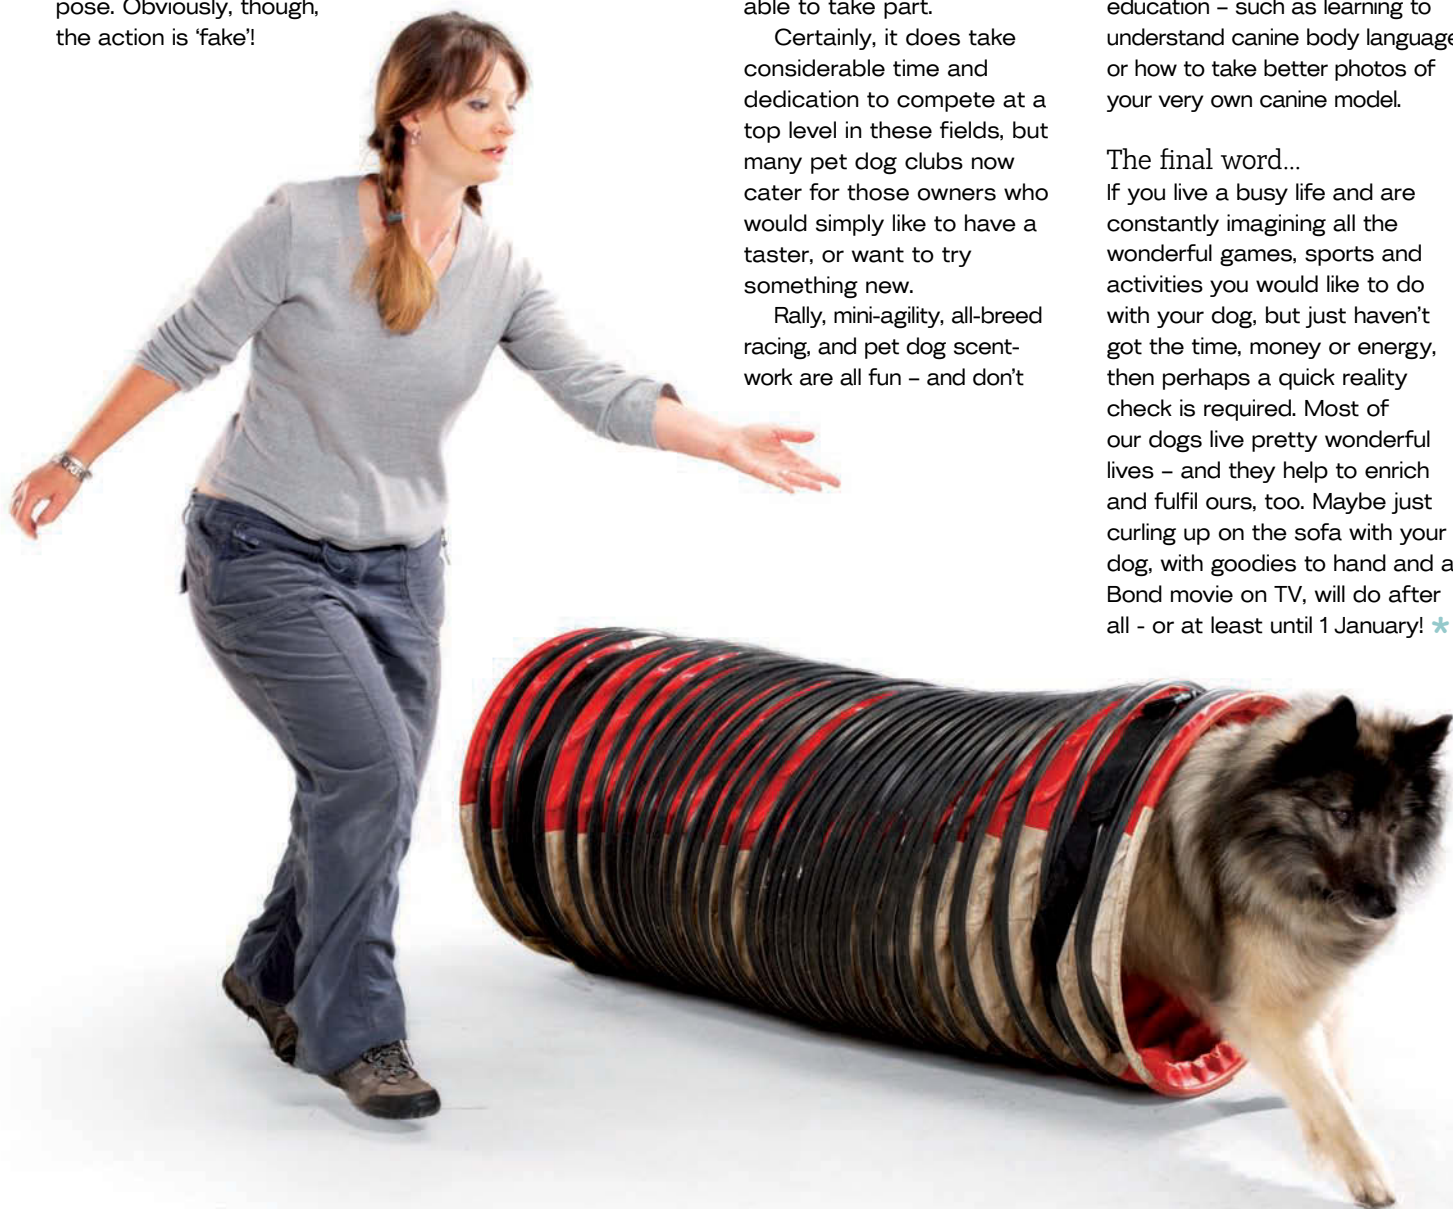 pose. Obviously, though,
the action is ‘fake’!
able to take part.
Certainly, it does take
considerable time and
dedication to compete at a
top level in these fields, but
many pet dog clubs now
cater for those owners who
would simply like to have a
taster, or want to try
something new.
Rally, mini-agility, all-breed
racing, and pet dog scent-
work are all fun – and don’t
education – such as learning to
understand canine body language
or how to take better photos of
your very own canine model.
The final word...
If you live a busy life and are
constantly imagining all the
wonderful games, sports and
activities you would like to do
with your dog, but just haven’t
got the time, money or energy,
then perhaps a quick reality
check is required. Most of
our dogs live pretty wonderful
lives – and they help to enrich
and fulfil ours, too. Maybe just
curling up on the sofa with your
dog, with goodies to hand and a
Bond movie on TV, will do after
all - or at least until 1 January! *